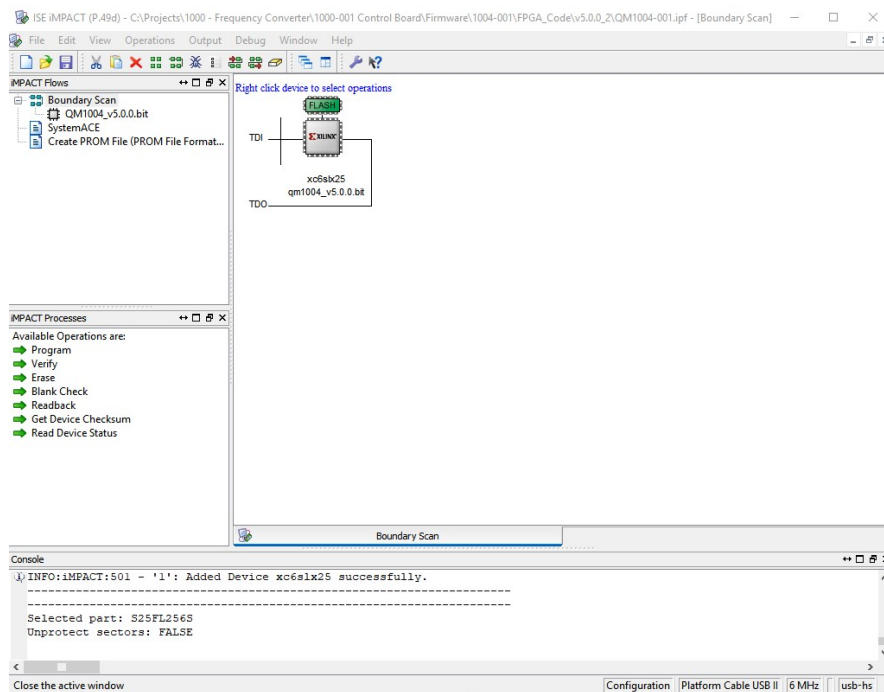 ISE iMPACT (P.49d) - C:\Projects\1000 - Frequency Converter\1000-001 Control Board\Firmware\1004-001\FPGA_Code\v5.0.0_2\QM1004-001.ipf - [Boundary Scan]
File Edit View Operations Output Debug Window Help
iMPACT Flows
Boundary Scan
QM1004_v5.0.0.bit
SystemACE
Create PROM File (PROM File Format...
Right click device to select operations
FLASH
TDI
XILINX
xc6slx25
qm1004_v5.0.0.bit
TDO
iMPACT Processes
Available Operations are:
Program
Verify
Erase
Blank Check
Readback
Get Device Checksum
Read Device Status
Boundary Scan
Console
INFO:iMPACT:501 - '1': Added Device xc6slx25 successfully.
----------------------------------------------------------------------
----------------------------------------------------------------------
Selected part: S25FL256S
Unprotect sectors: FALSE
Close the active window
Configuration Platform Cable USB II 6 MHz usb-hs